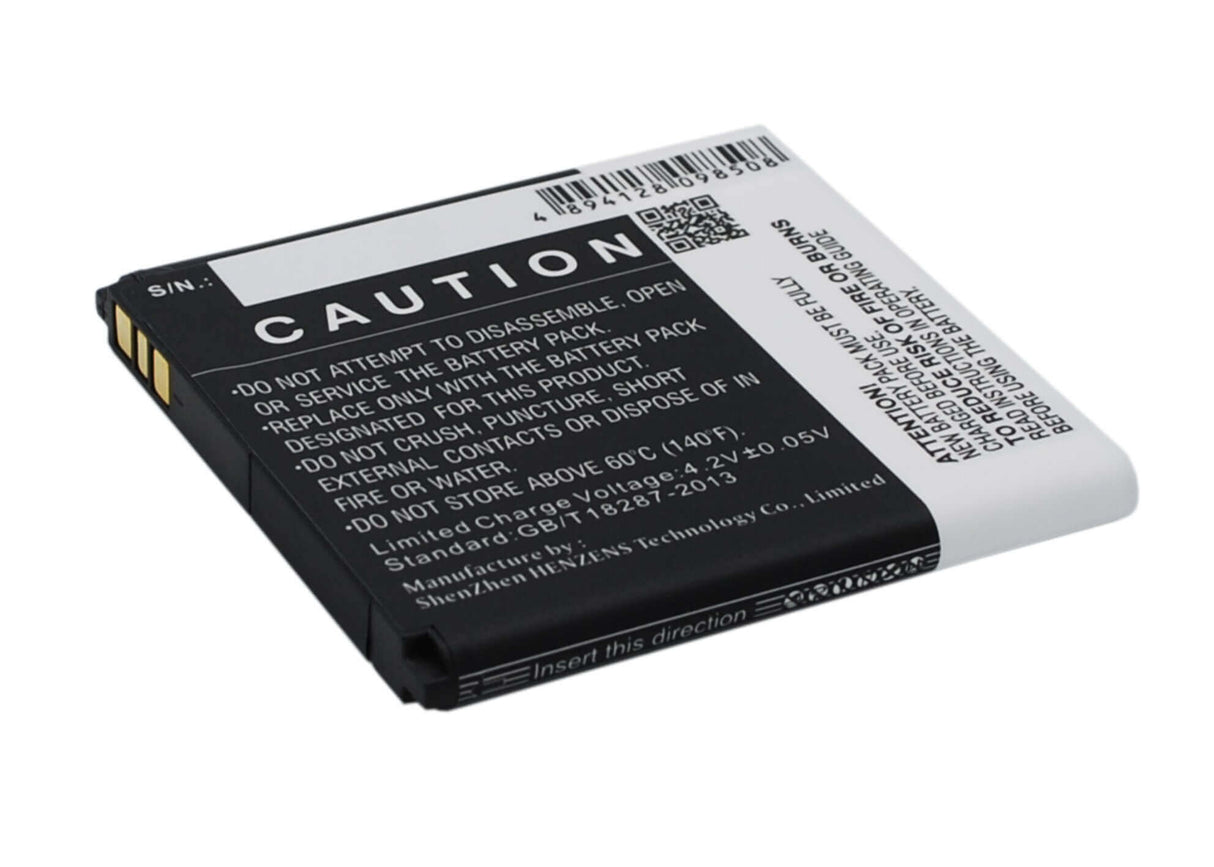 4 894128 098508
S/N.:
CAUTION
•DO NOT ATTEMPT TO DISASSEMBLE, OPEN
OR SERVICE THE BATTERY PACK.
•REPLACE ONLY WITH THE BATTERY PACK
DESIGNATED FOR THIS PRODUCT.
•DO NOT CRUSH, PUNCTURE, SHORT
EXTERNAL CONTACTS OR DISPOSE OF IN
FIRE OR WATER.
•DO NOT STORE ABOVE 60°C (140°F).
Limited Charge Voltage:4.2V±0.05V
Standard:GB/T18287-2013
Manufacture by:
ShenZhen HENZENS Technology Co., Limited
Insert this direction
ATTENTION!
NEW BATTERY PACK MUST BE FULLY
CHARGED BEFORE USE.
TO REDUCE RISK OF FIRE OR BURNS
READ INSTRUCTIONS IN OPERATING GUIDE
BEFORE USING THE BATTERY.